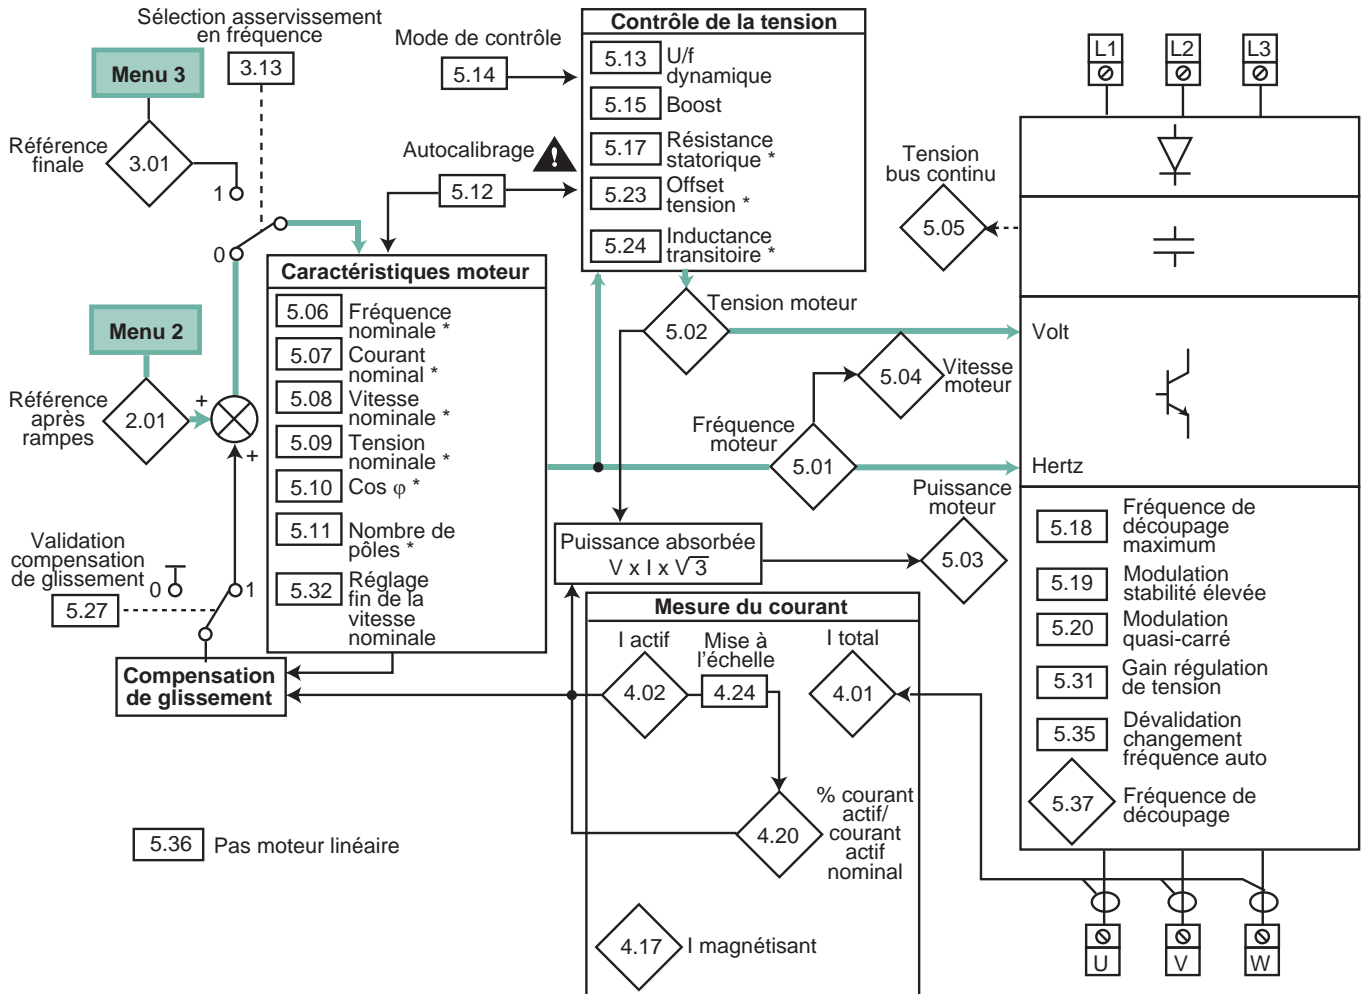 Sélection asservissement
en fréquence
3.13
Menu 3
Référence
finale
3.01
1
0
Menu 2
Référence
après
rampes
2.01
+
+
Validation
compensation
de glissement
5.27
0
1
Compensation
de glissement
5.36 Pas moteur linéaire
Mode de contrôle
5.14
Autocalibrage
5.12
Caractéristiques moteur
5.06 Fréquence
nominale *
5.07 Courant
nominal *
5.08 Vitesse
nominale *
5.09 Tension
nominale *
5.10 Cos φ *
5.11 Nombre de
pôles *
5.32 Réglage
fin de la
vitesse
nominale
Contrôle de la tension
5.13 U/f
dynamique
5.15 Boost
5.17 Résistance
statorique *
5.23 Offset
tension *
5.24 Inductance
transitoire *
Tension moteur
5.02
5.04
Vitesse
moteur
Fréquence
moteur
5.01
Puissance
moteur
5.03
Puissance absorbée
V x I x √3
Mesure du courant
I actif
4.02
Mise à
l'échelle
4.24
I total
4.01
4.20
% courant
actif/
courant
actif
nominal
4.17 I magnétisant
Tension
bus continu
5.05
L1
L2
L3
Volt
Hertz
5.18 Fréquence de
découpage
maximum
5.19 Modulation
stabilité élevée
5.20 Modulation
quasi-carré
5.31 Gain régulation
de tension
5.35 Dévalidation
changement
fréquence auto
5.37 Fréquence de
découpage
U
V
W